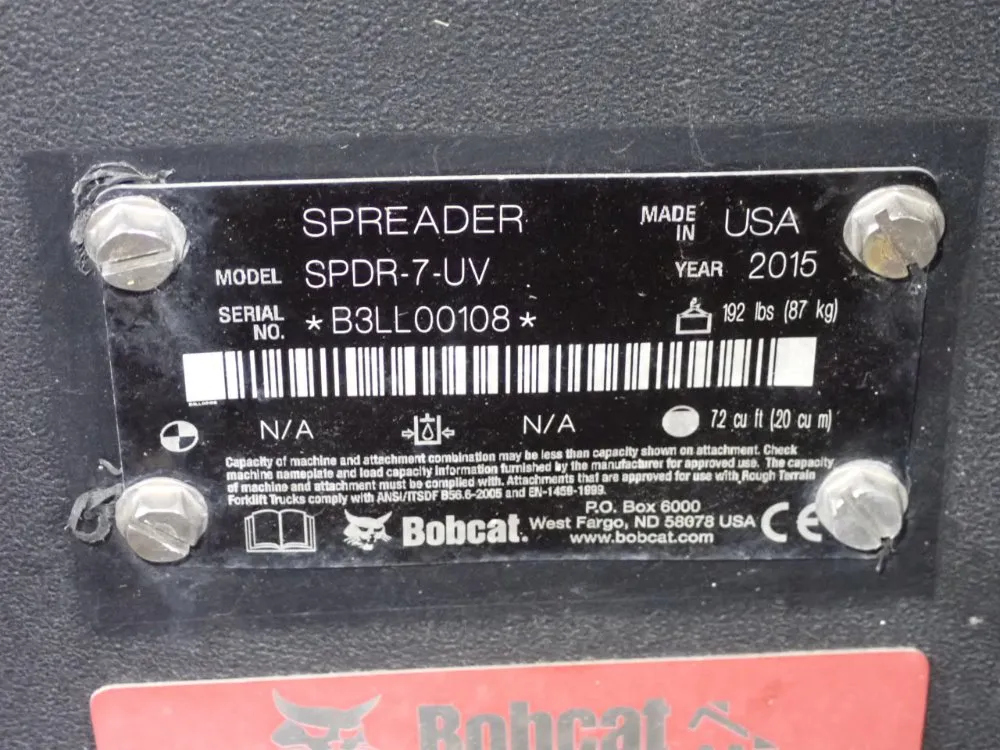 SPREADER
MADE IN USA
MODEL SPDR-7-UV
YEAR 2015
SERIAL NO. *B3LL00108*
192 lbs (87 kg)
B3LL00108
N/A
N/A
7.2 cu ft (20 cu m)
Capacity of machine and attachment combination may be less than capacity shown on attachment. Check
machine nameplate and load capacity information furnished by the manufacturer for approved use. The capacity
of machine and attachment must be complied with. Attachments that are approved for use with Rough Terrain
Forklift Trucks comply with ANSI/ITSDF B56.6-2005 and EN-1459-1999.
Bobcat.
P.O. Box 6000
West Fargo, ND 58078 USA
www.bobcat.com
CE
Bobcat